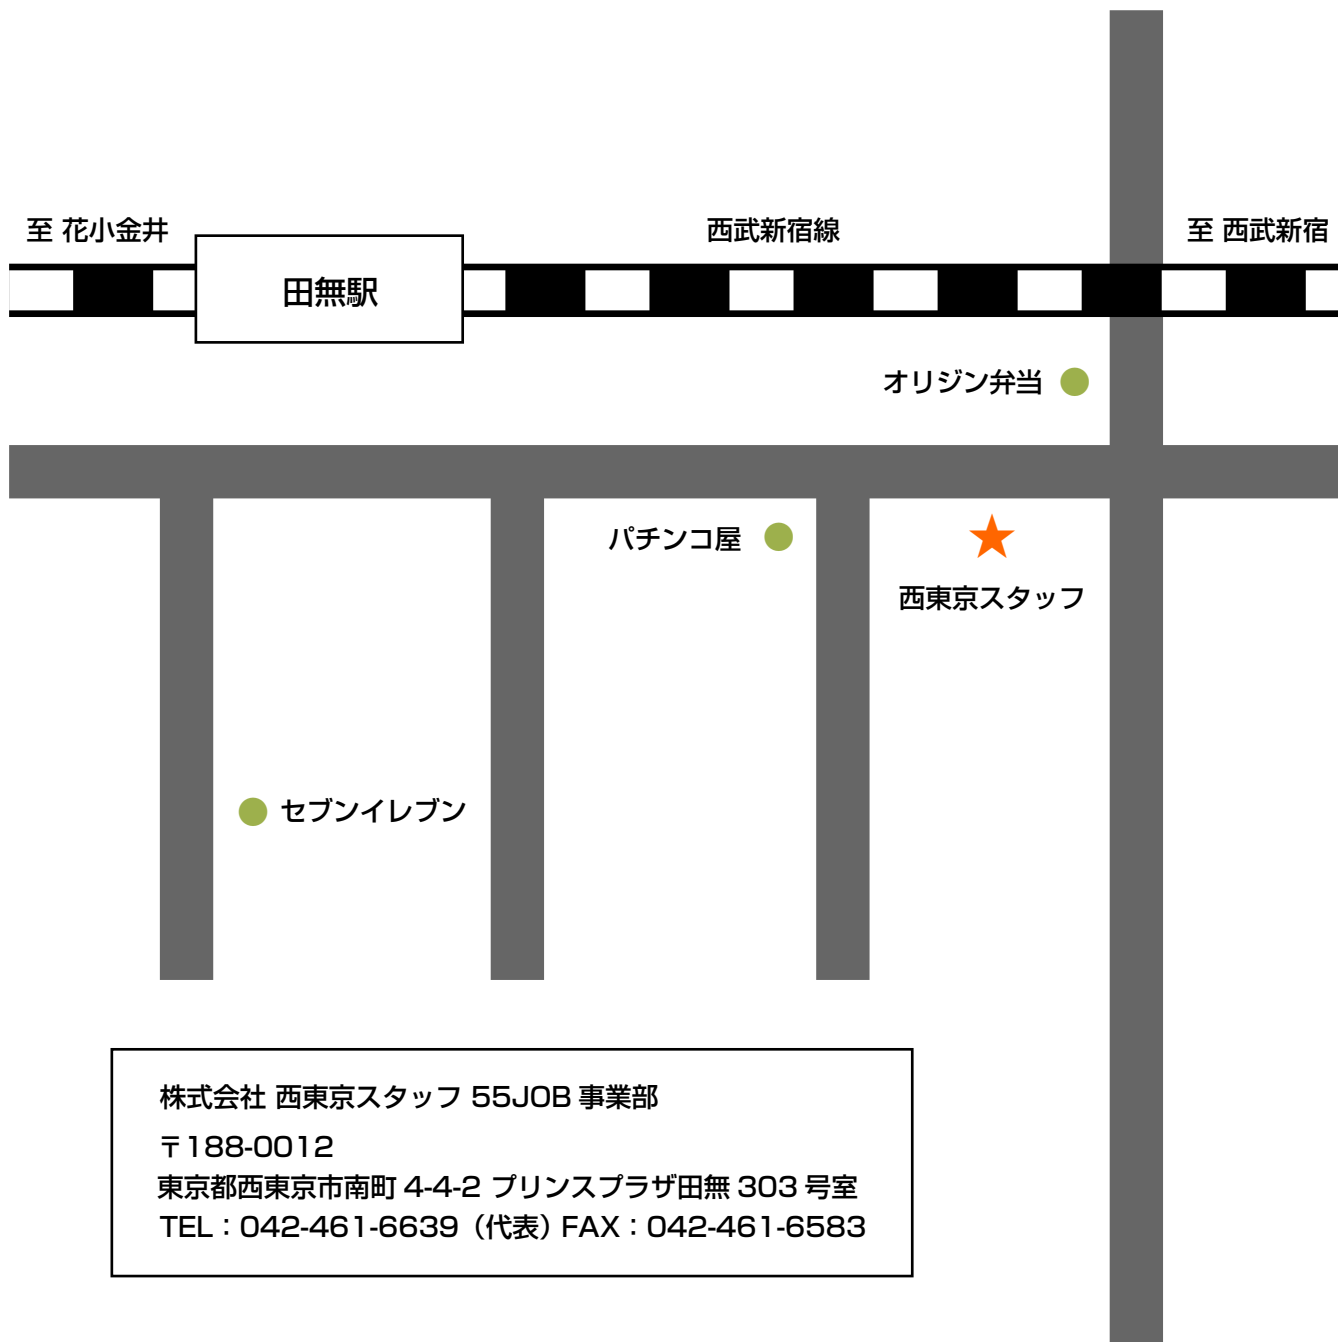 至 花小金井
西武新宿線
至 西武新宿
田無駅
オリジン弁当
パチンコ屋
西東京スタッフ
セブンイレブン
株式会社 西東京スタッフ 55JOB 事業部
〒188-0012
東京都西東京市南町 4-4-2 プリンスプラザ田無 303 号室
TEL：042-461-6639（代表）FAX：042-461-6583